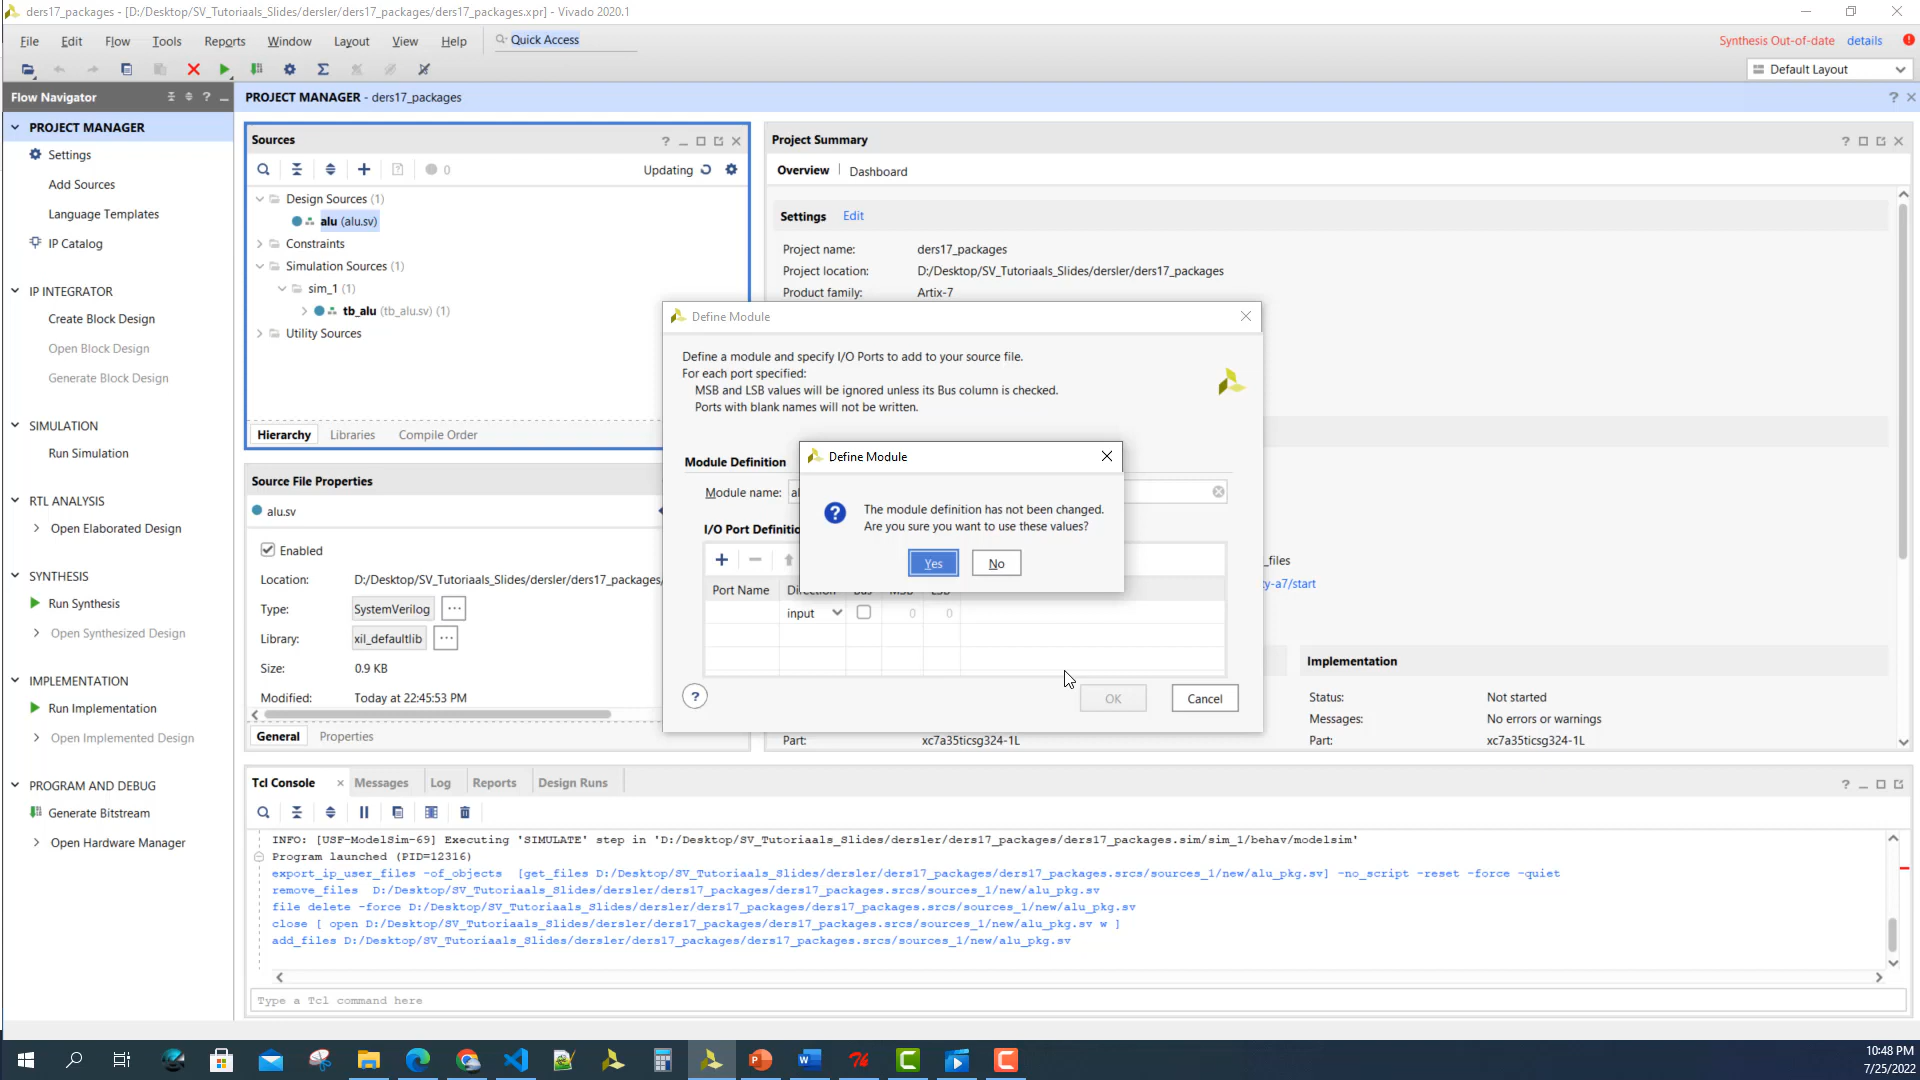 ders17_packages - [D:/Desktop/SV_Tutoriaals_Slides/dersler/ders17_packages/ders17_packages.xpr] - Vivado 2020.1
File Edit Flow Tools Reports Window Layout View Help Quick Access
Synthesis Out-of-date details
Default Layout
Flow Navigator
PROJECT MANAGER - ders17_packages
PROJECT MANAGER
Settings
Add Sources
Language Templates
IP Catalog
IP INTEGRATOR
Create Block Design
Open Block Design
Generate Block Design
SIMULATION
Run Simulation
RTL ANALYSIS
Open Elaborated Design
SYNTHESIS
Run Synthesis
Open Synthesized Design
IMPLEMENTATION
Run Implementation
Open Implemented Design
PROGRAM AND DEBUG
Generate Bitstream
Open Hardware Manager
Sources
0
Updating
Design Sources (1)
alu (alu.sv)
Constraints
Simulation Sources (1)
sim_1 (1)
tb_alu (tb_alu.sv) (1)
Utility Sources
Hierarchy Libraries Compile Order
Source File Properties
alu.sv
Enabled
Location: D:/Desktop/SV_Tutoriaals_Slides/dersler/ders17_packages/
Type: SystemVerilog ...
Library: xil_defaultlib ...
Size: 0.9 KB
Modified: Today at 22:45:53 PM
General Properties
Project Summary
Overview Dashboard
Settings Edit
Project name: ders17_packages
Project location: D:/Desktop/SV_Tutoriaals_Slides/dersler/ders17_packages
Product family: Artix-7
_files
ty-a7/start
Implementation
Status: Not started
Messages: No errors or warnings
Part: xc7a35ticsg324-1L
Part: xc7a35ticsg324-1L
Define Module
Define a module and specify I/O Ports to add to your source file.
For each port specified:
MSB and LSB values will be ignored unless its Bus column is checked.
Ports with blank names will not be written.
Module Definition
Module name: al
I/O Port Definitio
Port Name Direction Bus MSB LSB
input 0 0
OK Cancel
Define Module
The module definition has not been changed.
Are you sure you want to use these values?
Yes No
Tcl Console Messages Log Reports Design Runs
INFO: [USF-ModelSim-69] Executing 'SIMULATE' step in 'D:/Desktop/SV_Tutoriaals_Slides/dersler/ders17_packages/ders17_packages.sim/sim_1/behav/modelsim'
Program launched (PID=12316)
export_ip_user_files -of_objects [get_files D:/Desktop/SV_Tutoriaals_Slides/dersler/ders17_packages/ders17_packages.srcs/sources_1/new/alu_pkg.sv] -no_script -reset -force -quiet
remove_files D:/Desktop/SV_Tutoriaals_Slides/dersler/ders17_packages/ders17_packages.srcs/sources_1/new/alu_pkg.sv
file delete -force D:/Desktop/SV_Tutoriaals_Slides/dersler/ders17_packages/ders17_packages.srcs/sources_1/new/alu_pkg.sv
close [ open D:/Desktop/SV_Tutoriaals_Slides/dersler/ders17_packages/ders17_packages.srcs/sources_1/new/alu_pkg.sv w ]
add_files D:/Desktop/SV_Tutoriaals_Slides/dersler/ders17_packages/ders17_packages.srcs/sources_1/new/alu_pkg.sv
Type a Tcl command here
10:48 PM
7/25/2022